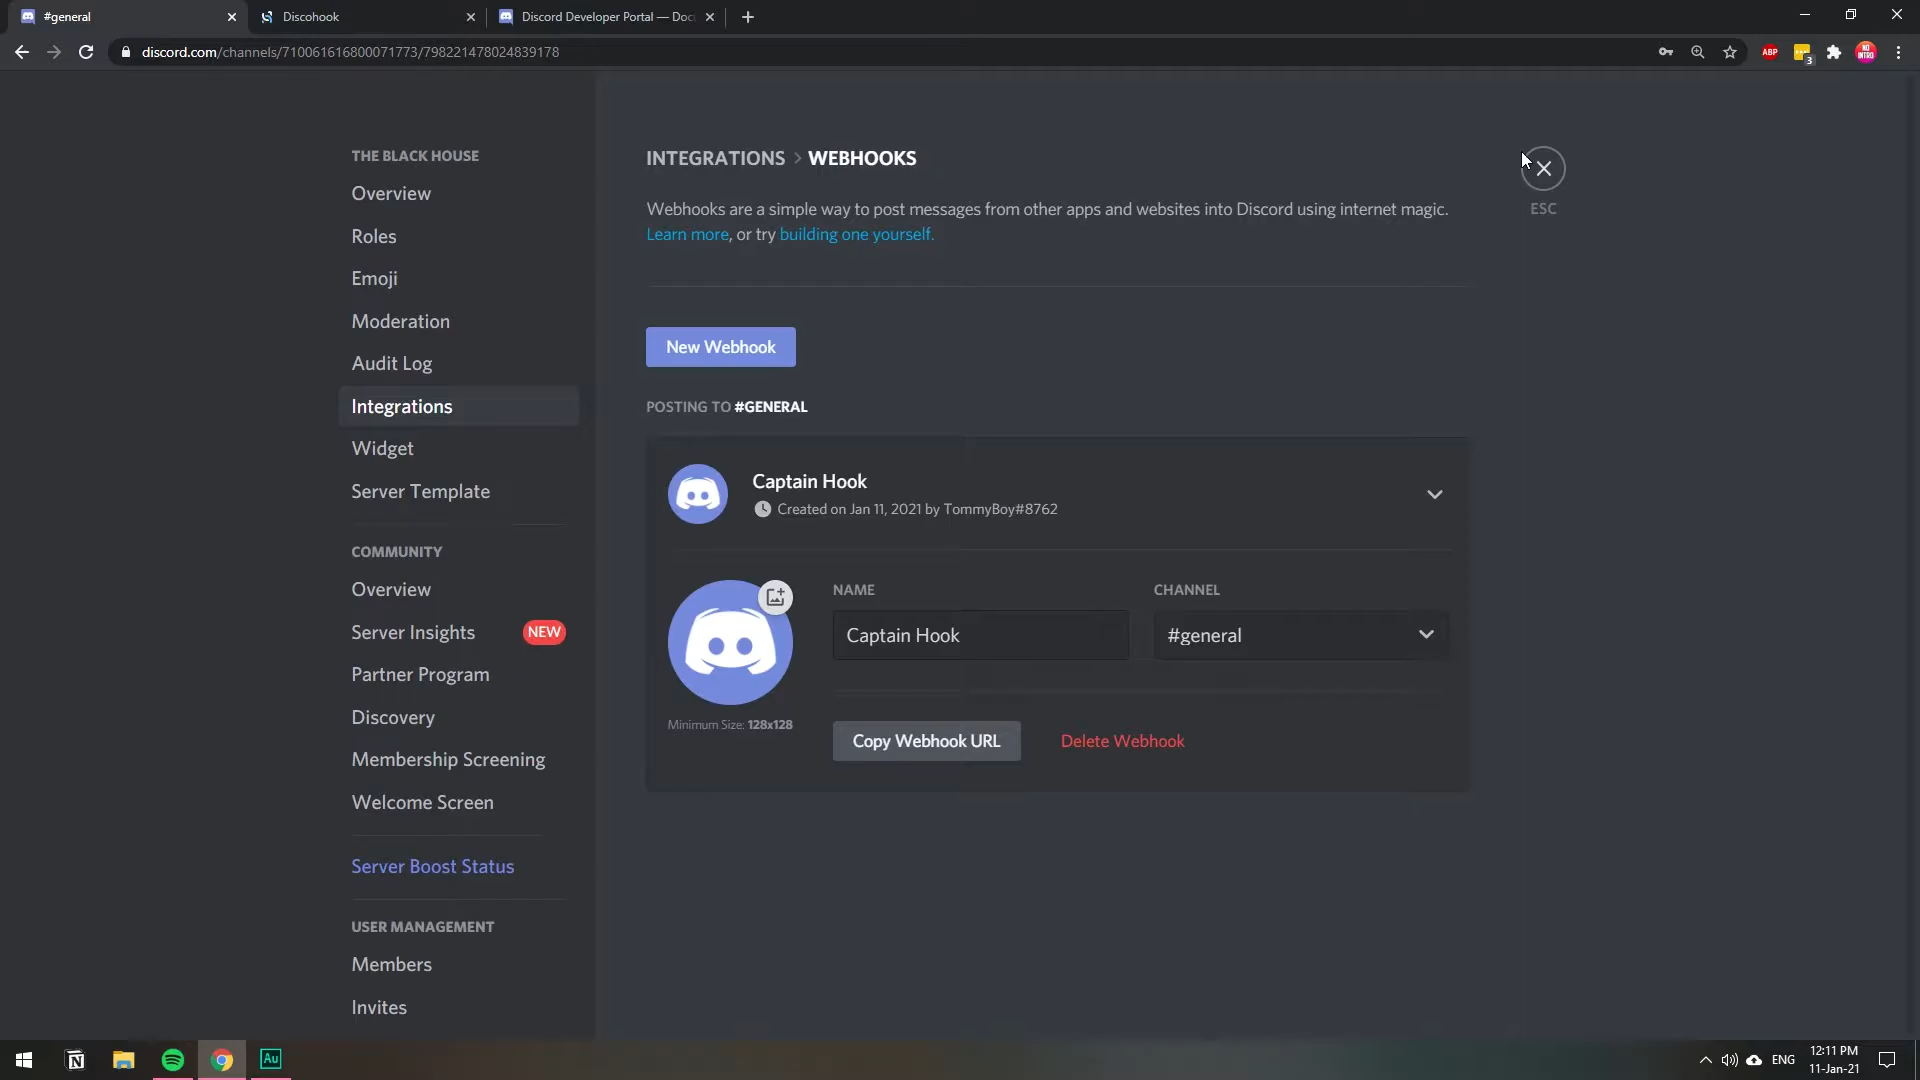 #general
Discohook
Discord Developer Portal — Doc
discord.com/channels/710061616800071773/798221478024839178
ABP
3
NO INTRO
THE BLACK HOUSE
Overview
Roles
Emoji
Moderation
Audit Log
Integrations
Widget
Server Template
COMMUNITY
Overview
Server Insights NEW
Partner Program
Discovery
Membership Screening
Welcome Screen
Server Boost Status
USER MANAGEMENT
Members
Invites
INTEGRATIONS > WEBHOOKS
Webhooks are a simple way to post messages from other apps and websites into Discord using internet magic.
Learn more, or try building one yourself.
ESC
New Webhook
POSTING TO #GENERAL
Captain Hook
Created on Jan 11, 2021 by TommyBoy#8762
NAME
CHANNEL
Captain Hook
#general
Minimum Size: 128x128
Copy Webhook URL
Delete Webhook
Au
ENG
12:11 PM
11-Jan-21